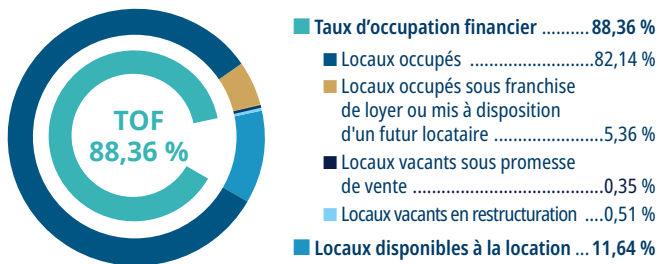 TOF
88,36 %
Taux d'occupation financier ..........88,36 %
Locaux occupés .......................82,14 %
Locaux occupés sous franchise
de loyer ou mis à disposition
d'un futur locataire ....................5,36 %
Locaux vacants sous promesse
de vente ...................................0,35 %
Locaux vacants en restructuration ....0,51 %
Locaux disponibles à la location ... 11,64 %